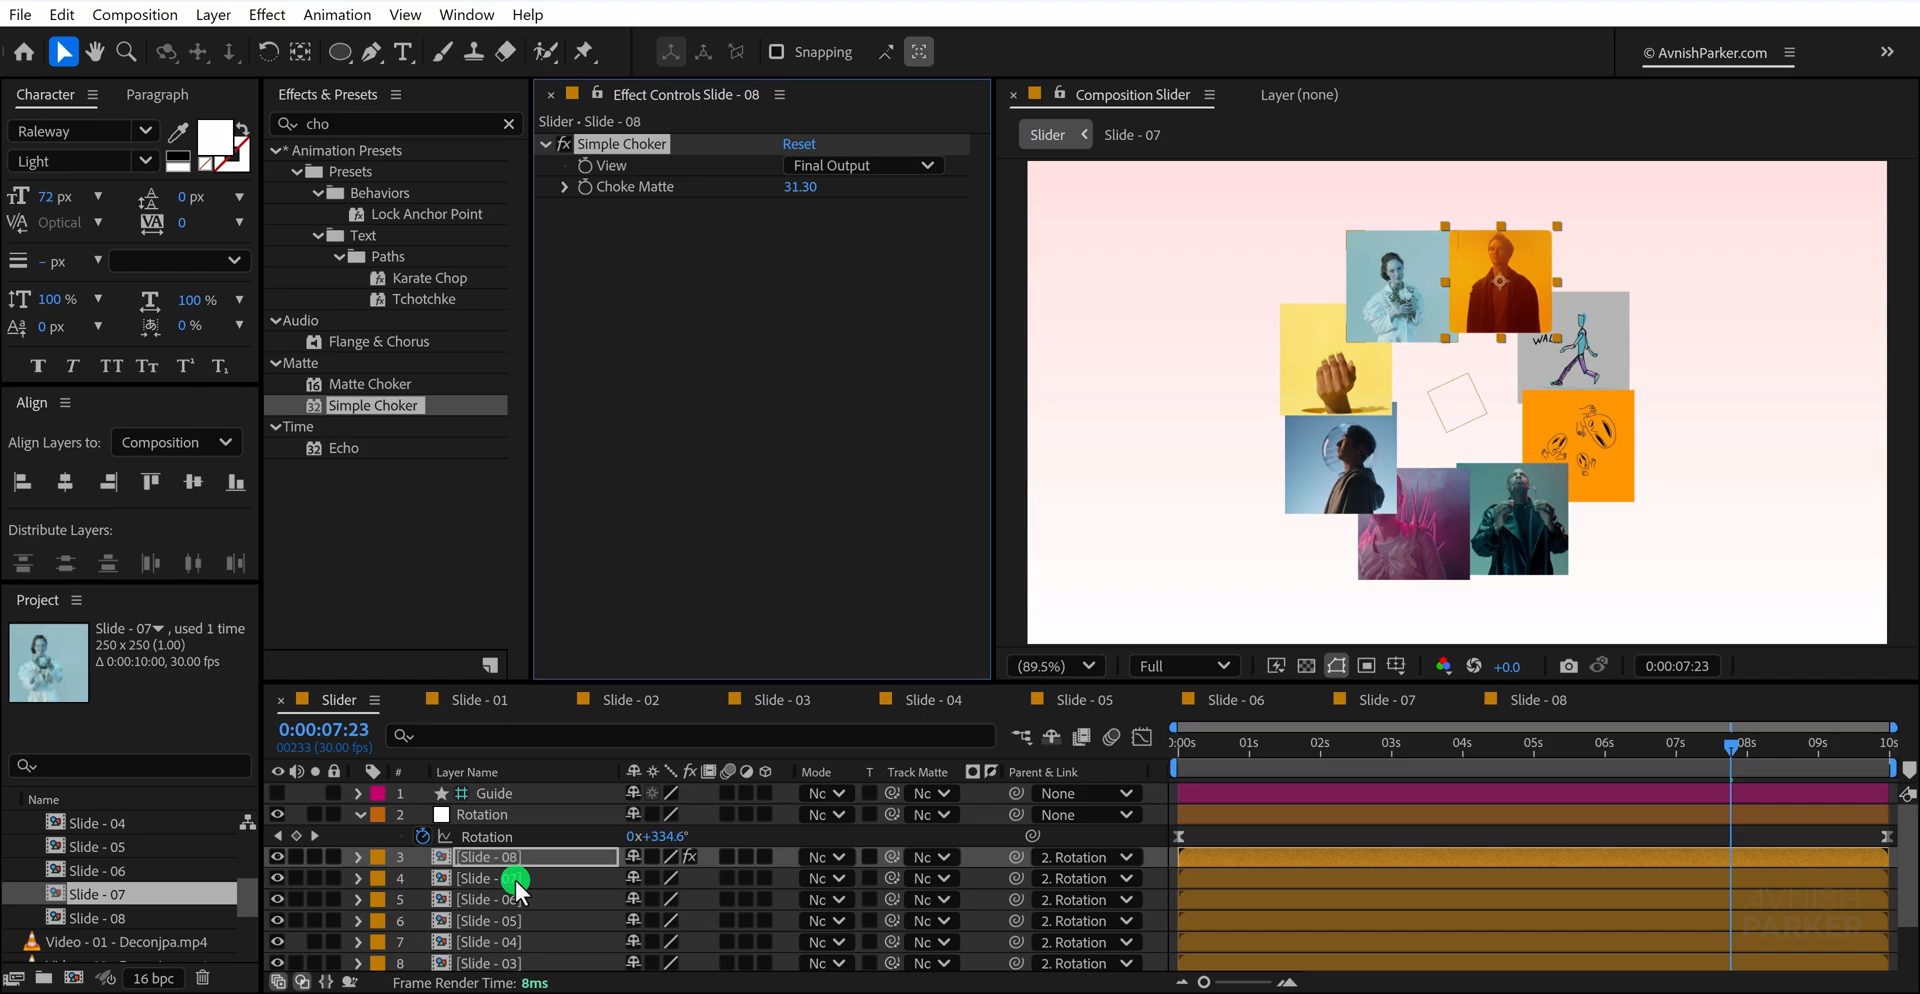 File Edit Composition Layer Effect Animation View Window Help
Snapping
© AvnishParker.com
Character Paragraph
Raleway
Light
72 px 0 px
Optical 0
- px
100 % 100 %
0 px 0 %
Align
Align Layers to: Composition
Distribute Layers:
Project
Slide - 07, used 1 time
250 x 250 (1.00)
Δ 0:00:10:00, 30.00 fps
Name
Slide - 04
Slide - 05
Slide - 06
Slide - 07
Slide - 08
Video - 01 - Deconjpa.mp4
16 bpc
Effects & Presets
cho
* Animation Presets
Presets
Behaviors
Lock Anchor Point
Text
Paths
Karate Chop
Tchotchke
Audio
Flange & Chorus
Matte
Matte Choker
Simple Choker
Time
Echo
Effect Controls Slide - 08
Slider • Slide - 08
fx Simple Choker Reset
View Final Output
Choke Matte 31.30
Composition Slider Layer (none)
Slider Slide - 07
WAL
(89.5%) Full +0.0 0:00:07:23
Slider Slide - 01 Slide - 02 Slide - 03 Slide - 04 Slide - 05 Slide - 06 Slide - 07 Slide - 08
0:00:07:23
00233 (30.00 fps)
0:00s 01s 02s 03s 04s 05s 06s 07s 08s 09s 10s
# Layer Name fx Mode T Track Matte Parent & Link
1 Guide Nc Nc None
2 Rotation Nc Nc None
Rotation 0x+334.6°
3 [Slide - 08] fx Nc Nc 2. Rotation
4 [Slide - 07] Nc Nc 2. Rotation
5 [Slide - 06] Nc Nc 2. Rotation
6 [Slide - 05] Nc Nc 2. Rotation
7 [Slide - 04] Nc Nc 2. Rotation
8 [Slide - 03] Nc Nc 2. Rotation
AVNISH
PARKER
Frame Render Time: 8ms